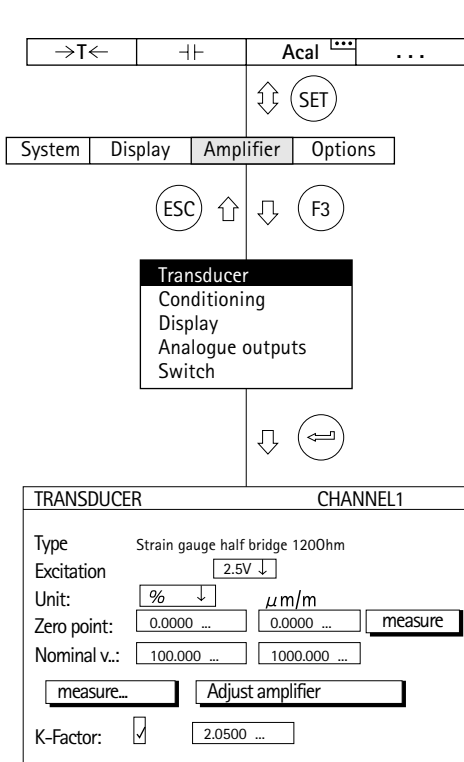 →T← ⊣⊢ Acal ...
SET
System Display Amplifier Options
ESC F3
Transducer
Conditioning
Display
Analogue outputs
Switch
TRANSDUCER CHANNEL1
Type Strain gauge half bridge 120Ohm
Excitation 2.5V ↓
Unit: % ↓ μm/m
Zero point: 0.0000 ... 0.0000 ... measure
Nominal v..: 100.000 ... 1000.000 ...
measure... Adjust amplifier
K-Factor: ✓ 2.0500 ...